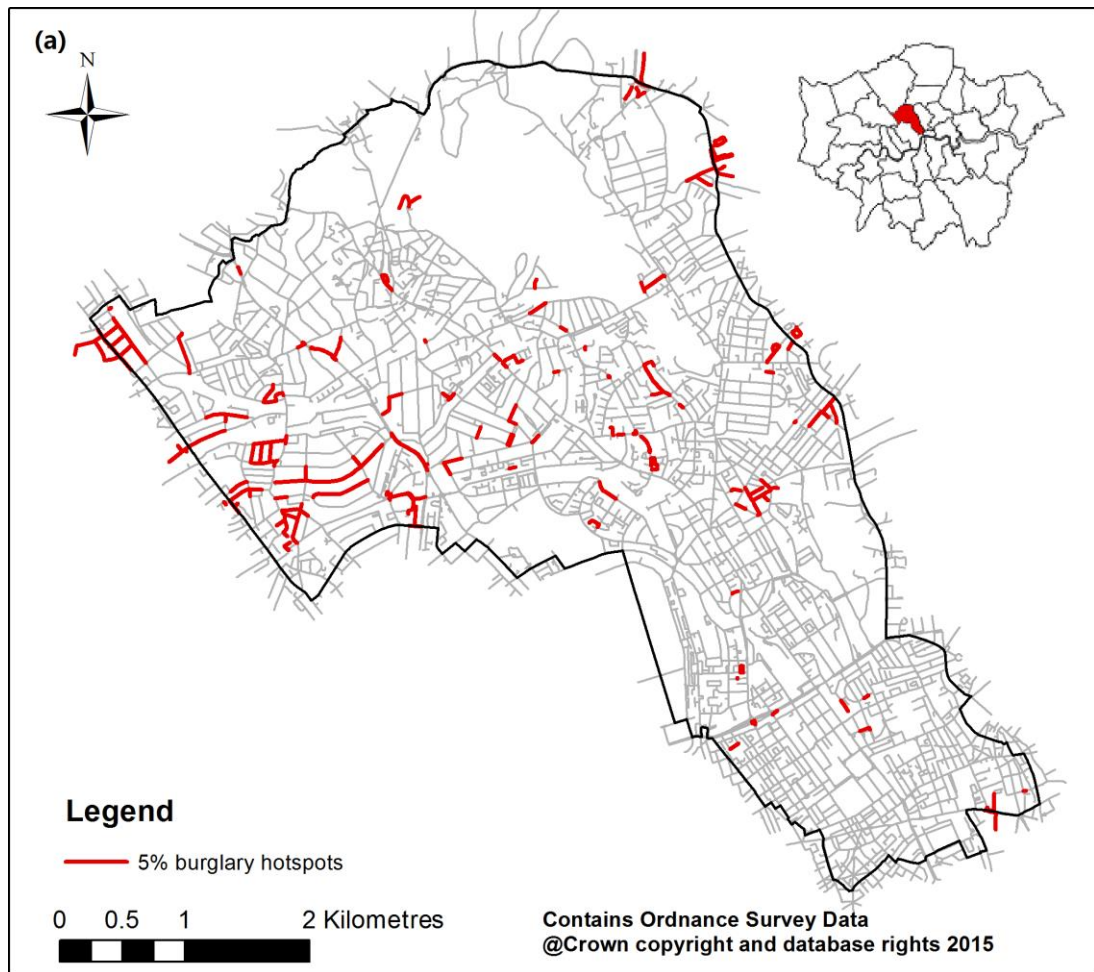 (a)
N
Legend
5% burglary hotspots
0 0.5 1 2 Kilometres
Contains Ordnance Survey Data
@Crown copyright and database rights 2015